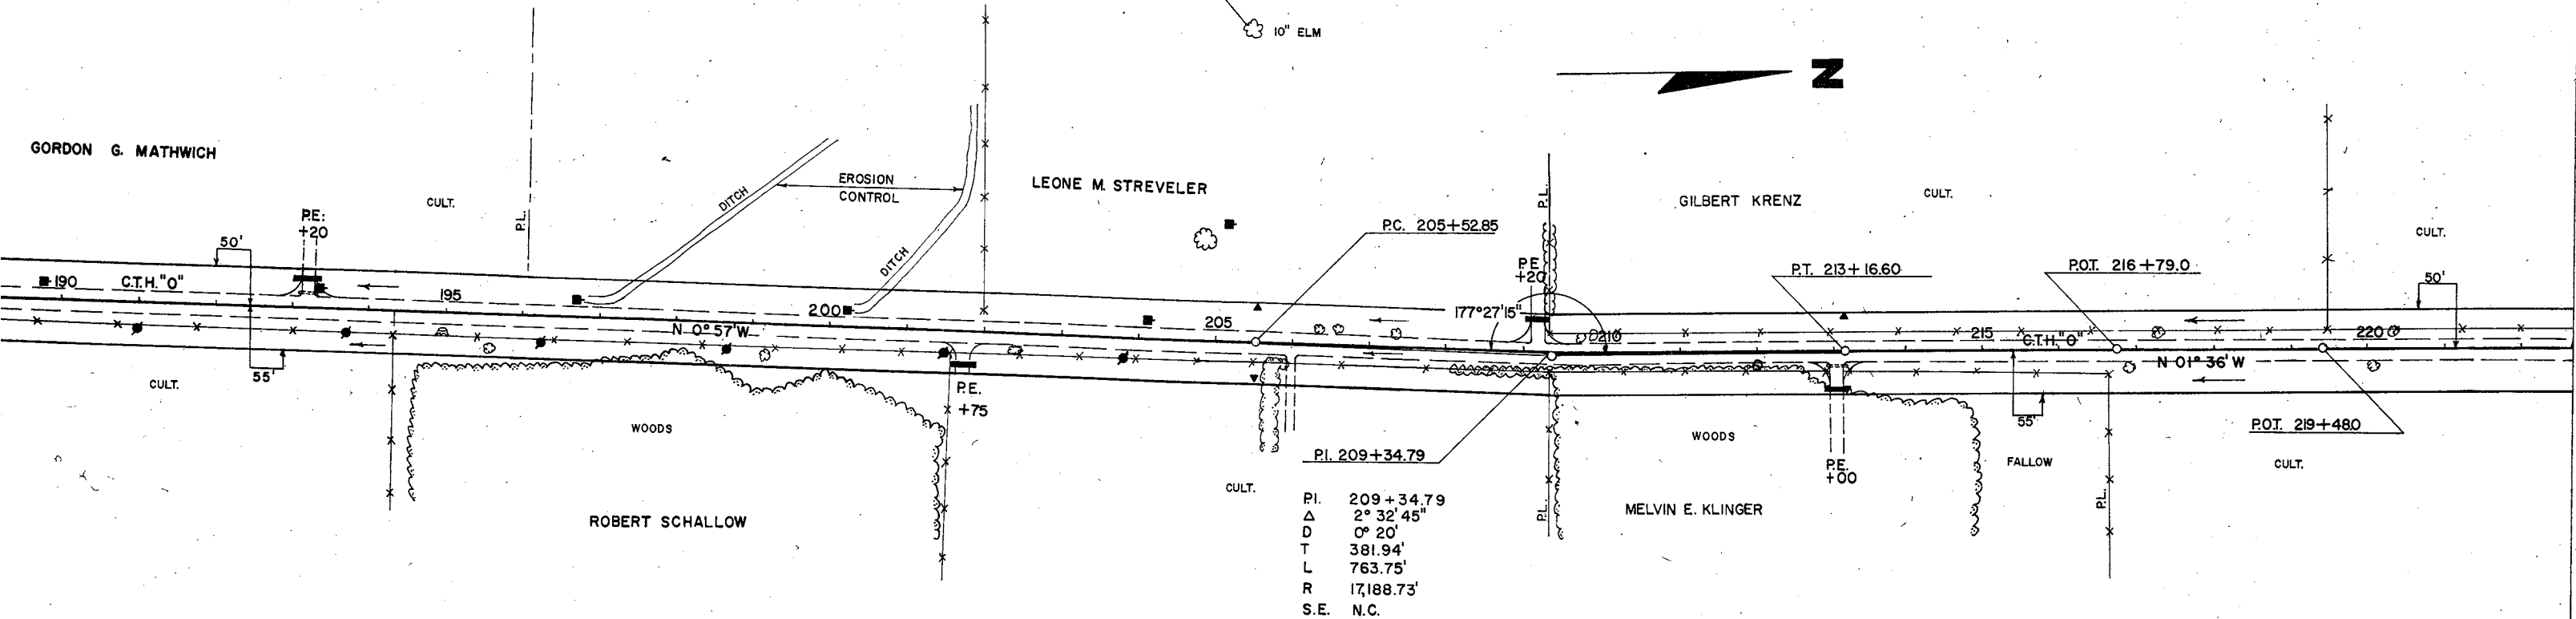 10" ELM
N
GORDON G. MATHWICH
CULT.
P.L.
P.E.
+20
50'
190
C.T.H. "O"
195
DITCH
EROSION
CONTROL
DITCH
200
N 0° 57' W
55'
CULT.
WOODS
ROBERT SCHALLOW
P.E.
+75
LEONE M. STREVELER
205
P.C. 205+52.85
P.L.
P.E.
+20
177°27'15"
210
GILBERT KRENZ
CULT.
P.T. 213+16.60
P.O.T. 216+79.0
CULT.
50'
215
C.T.H. "O"
220
N 01° 36' W
55'
P.O.T. 219+48.0
P.I. 209+34.79
CULT.
P.I. 209+34.79
Δ 2° 32' 45"
D 0° 20'
T 381.94'
L 763.75'
R 17,188.73'
S.E. N.C.
P.L.
WOODS
MELVIN E. KLINGER
P.E.
+00
FALLOW
P.L.
CULT.